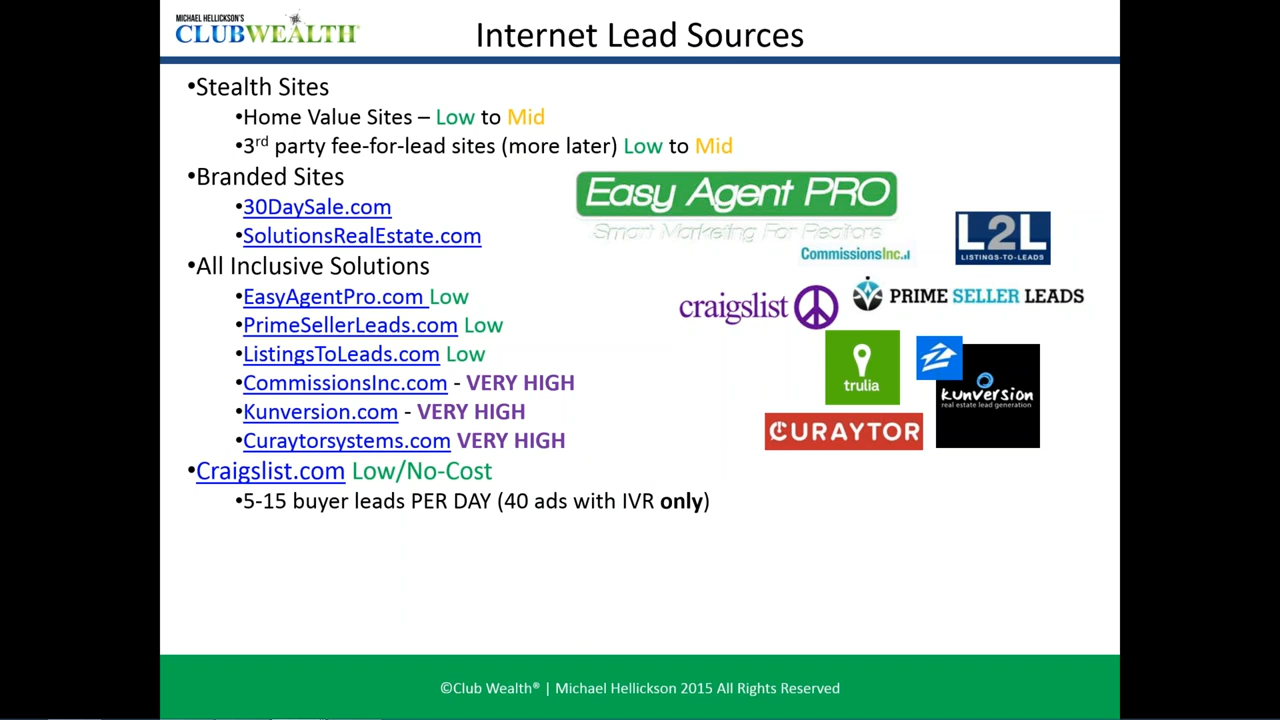 MICHAEL HELLICKSON'S
CLUBWEALTH®
Internet Lead Sources
•Stealth Sites
•Home Value Sites – Low to Mid
•3rd party fee-for-lead sites (more later) Low to Mid
•Branded Sites
•30DaySale.com
•SolutionsRealEstate.com
•All Inclusive Solutions
•EasyAgentPro.com Low
•PrimeSellerLeads.com Low
•ListingsToLeads.com Low
•CommissionsInc.com - VERY HIGH
•Kunversion.com - VERY HIGH
•Curaytorsystems.com VERY HIGH
•Craigslist.com Low/No-Cost
•5-15 buyer leads PER DAY (40 ads with IVR only)
Easy Agent PRO
Smart Marketing For Realtors
CommissionsInc.
L2L
LISTINGS-TO-LEADS
craigslist
PRIME SELLER LEADS
trulia
Z
kunversion
real estate lead generation
CURAYTOR
©Club Wealth® | Michael Hellickson 2015 All Rights Reserved